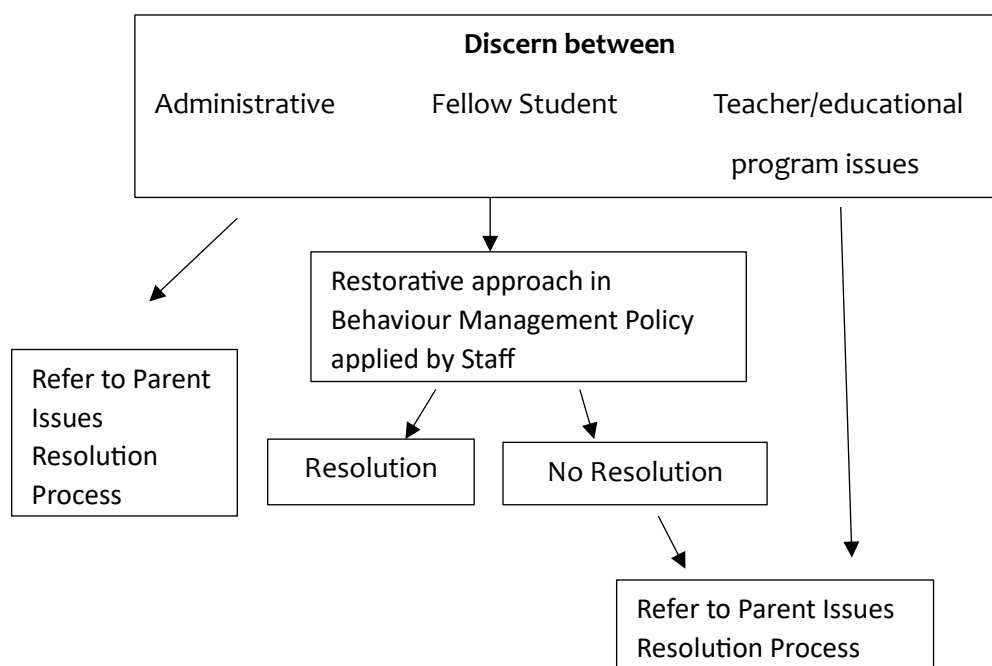 Discern between
Administrative Fellow Student Teacher/educational
program issues
Restorative approach in
Behaviour Management Policy
applied by Staff
Refer to Parent
Issues
Resolution
Process
Resolution
No Resolution
Refer to Parent Issues
Resolution Process